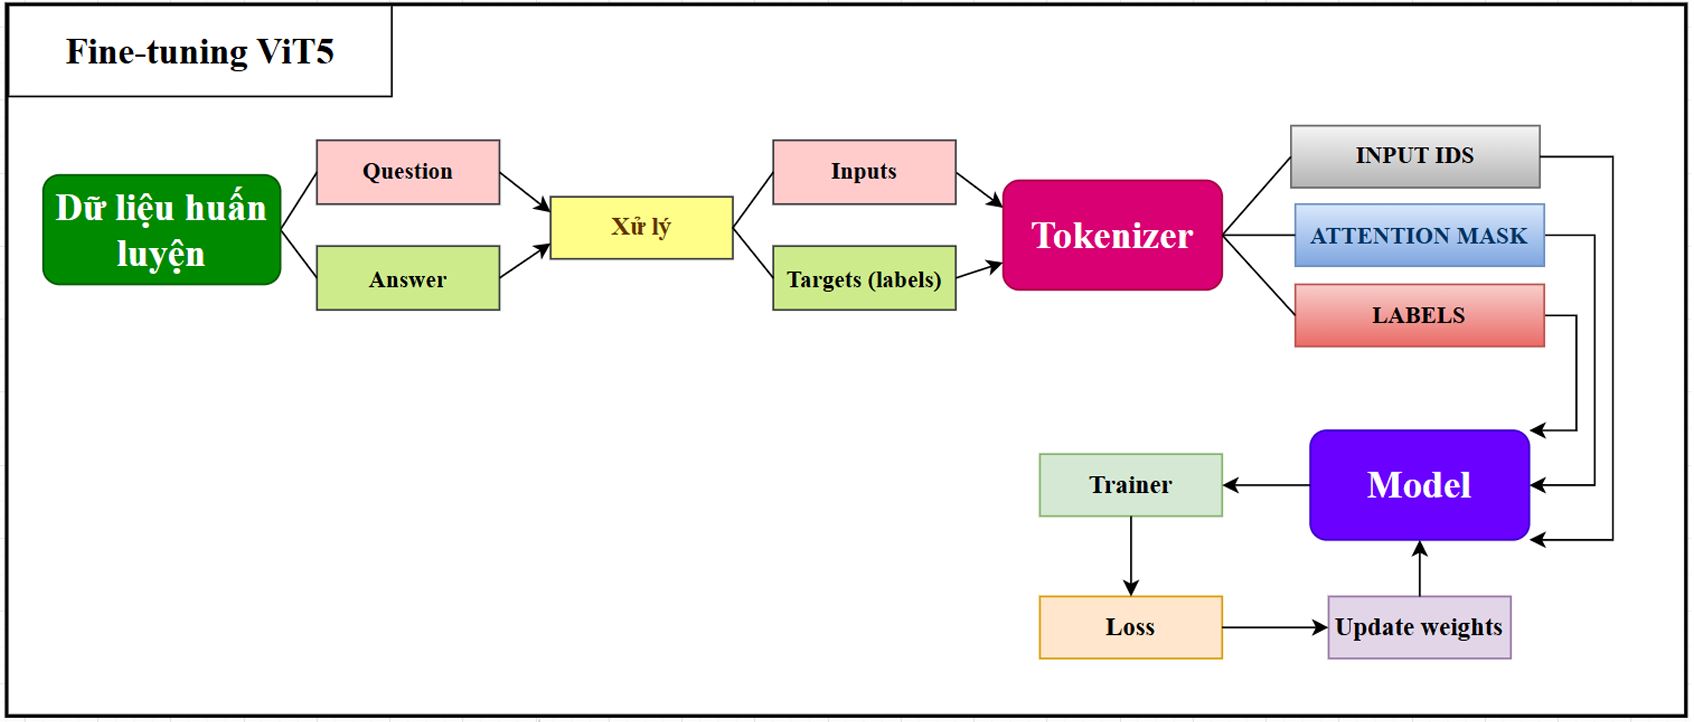 Fine-tuning ViT5
Dữ liệu huấn
luyện
Question
Answer
Xử lý
Inputs
Targets (labels)
Tokenizer
INPUT IDS
ATTENTION MASK
LABELS
Model
Trainer
Loss
Update weights